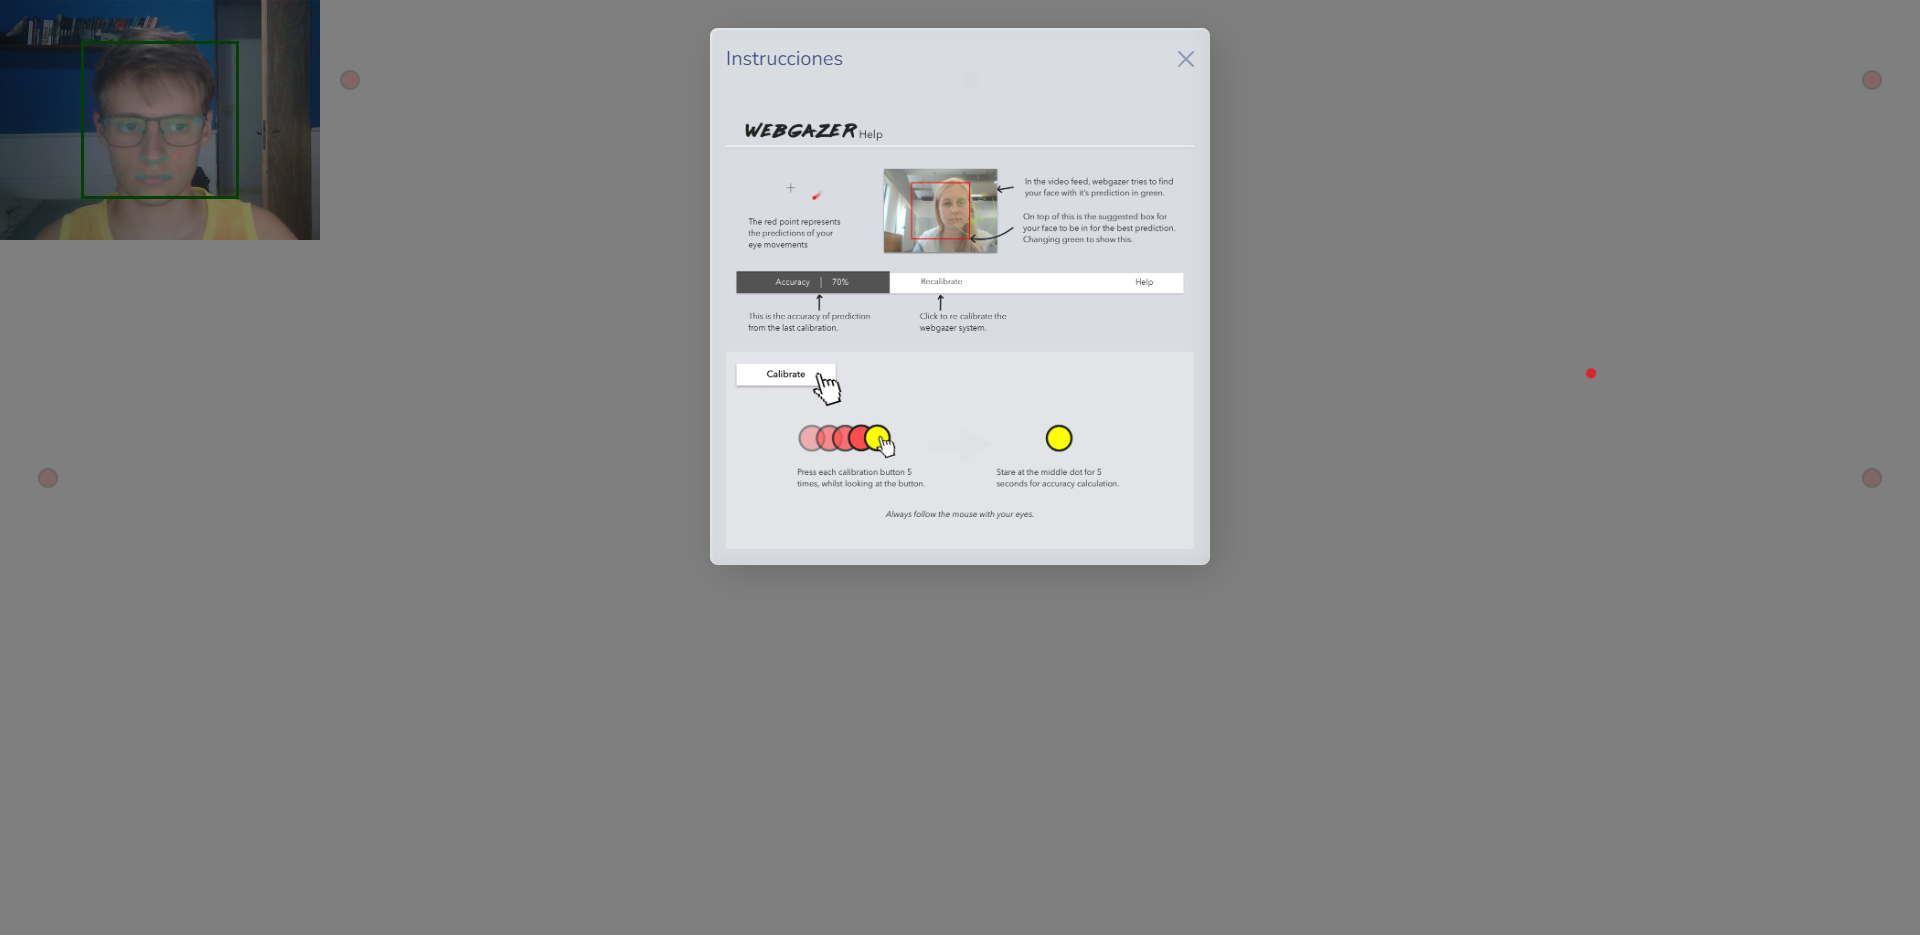 Instrucciones
WEBGAZER Help
The red point represents
the predictions of your
eye movements
In the video feed, webgazer tries to find
your face with it's prediction in green.
On top of this is the suggested box for
your face to be in for the best prediction.
Changing green to show this.
Accuracy | 70%
Recalibrate
Help
This is the accuracy of prediction
from the last calibration.
Click to re calibrate the
webgazer system.
Calibrate
Press each calibration button 5
times, whilst looking at the button.
Stare at the middle dot for 5
seconds for accuracy calculation.
Always follow the mouse with your eyes.